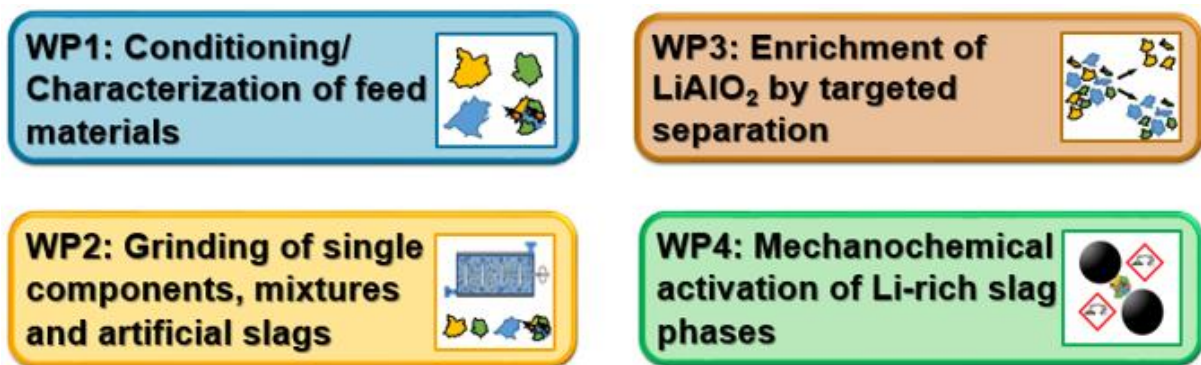 WP1: Conditioning/
Characterization of feed
materials
WP2: Grinding of single
components, mixtures
and artificial slags
WP3: Enrichment of
LiAlO₂ by targeted
separation
WP4: Mechanochemical
activation of Li-rich slag
phases